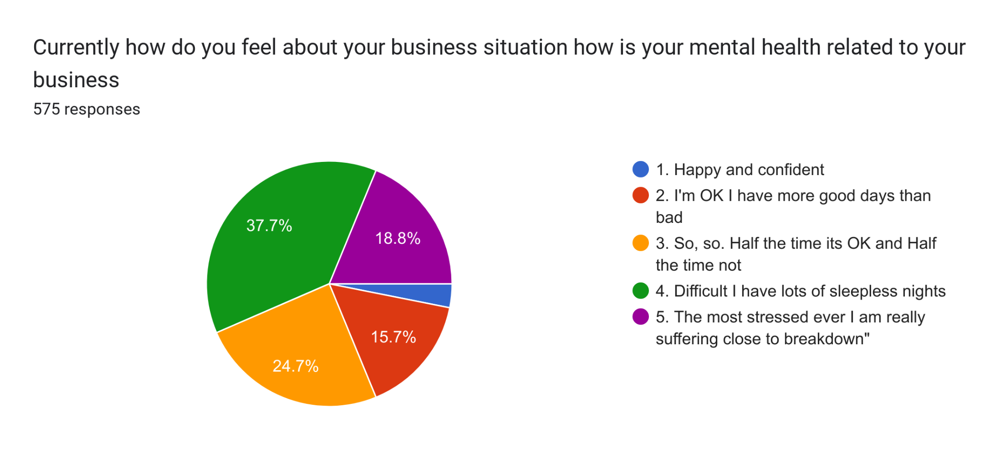 Currently how do you feel about your business situation how is your mental health related to your
business
575 responses
37.7%
18.8%
15.7%
24.7%
1. Happy and confident
2. I'm OK I have more good days than
bad
3. So, so. Half the time its OK and Half
the time not
4. Difficult I have lots of sleepless nights
5. The most stressed ever I am really
suffering close to breakdown"